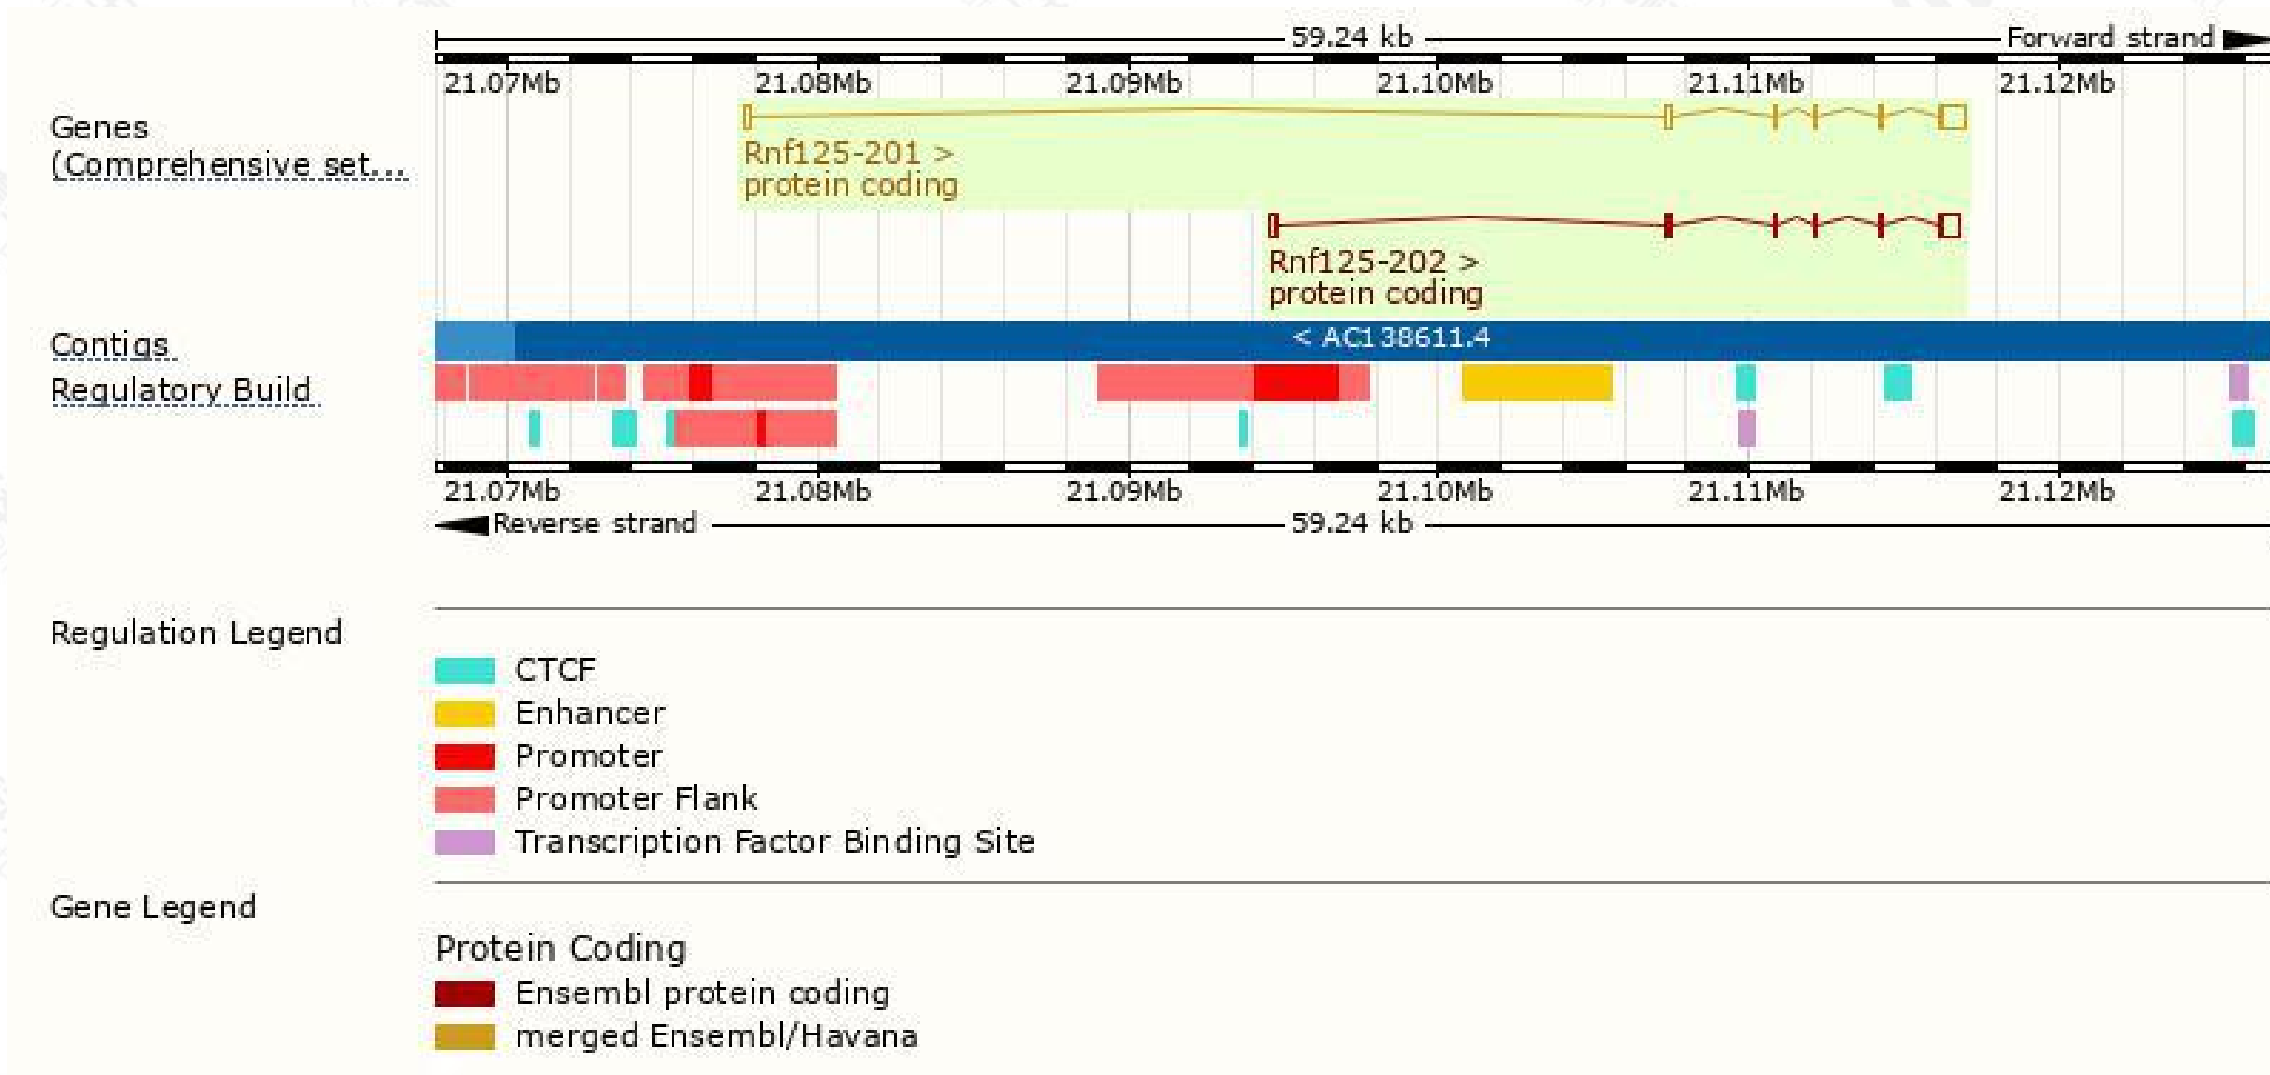 59.24 kb
Forward strand
21.07Mb 21.08Mb 21.09Mb 21.10Mb 21.11Mb 21.12Mb
Genes
(Comprehensive set...
Rnf125-201 >
protein coding
Rnf125-202 >
protein coding
Contigs
< AC138611.4
Regulatory Build
21.07Mb 21.08Mb 21.09Mb 21.10Mb 21.11Mb 21.12Mb
Reverse strand
59.24 kb
Regulation Legend
CTCF
Enhancer
Promoter
Promoter Flank
Transcription Factor Binding Site
Gene Legend
Protein Coding
Ensembl protein coding
merged Ensembl/Havana